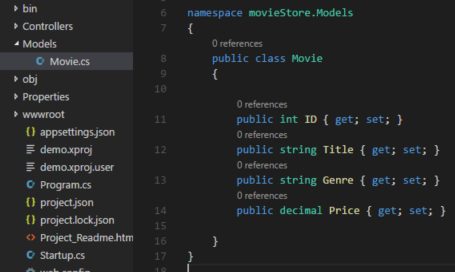 bin
Controllers
Models
Movie.cs
obj
Properties
wwwroot
appsettings.json
demo.xproj
demo.xproj.user
Program.cs
project.json
project.lock.json
Project_Readme.htm
Startup.cs
6 namespace movieStore.Models
7 {
0 references
8 public class Movie
9 {
10
0 references
11 public int ID { get; set; }
0 references
12 public string Title { get; set; }
0 references
13 public string Genre { get; set; }
0 references
14 public decimal Price { get; set; }
15
16 }
17 }
18